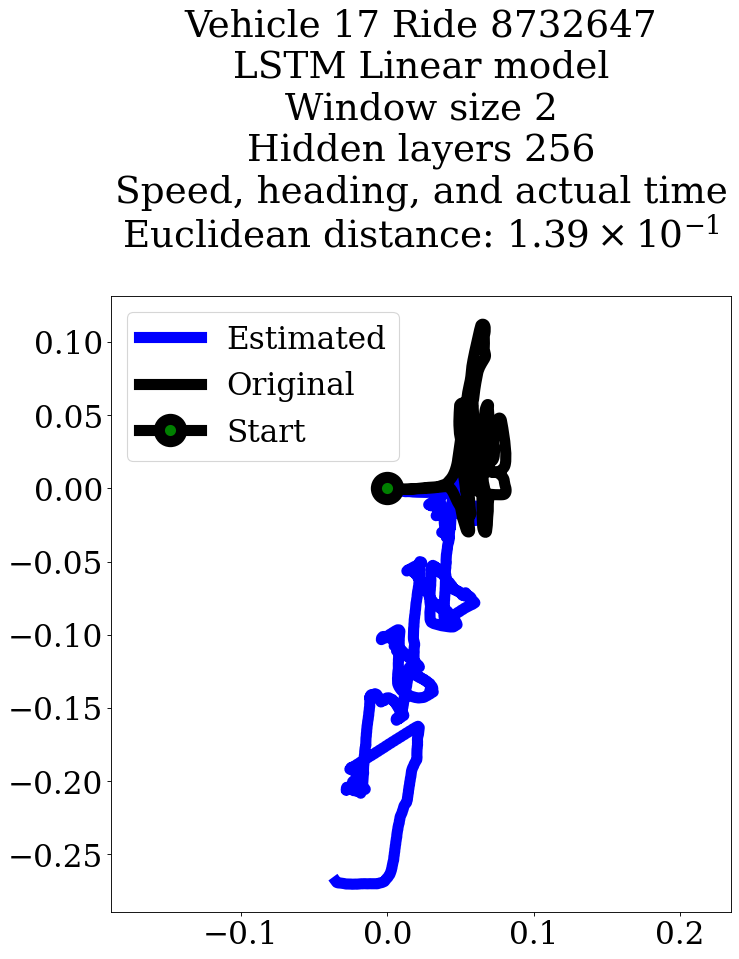 Vehicle 17 Ride 8732647
LSTM Linear model
Window size 2
Hidden layers 256
Speed, heading, and actual time
Euclidean distance: 1.39 × 10⁻¹
Estimated
Original
Start
0.10
0.05
0.00
−0.05
−0.10
−0.15
−0.20
−0.25
−0.1 0.0 0.1 0.2